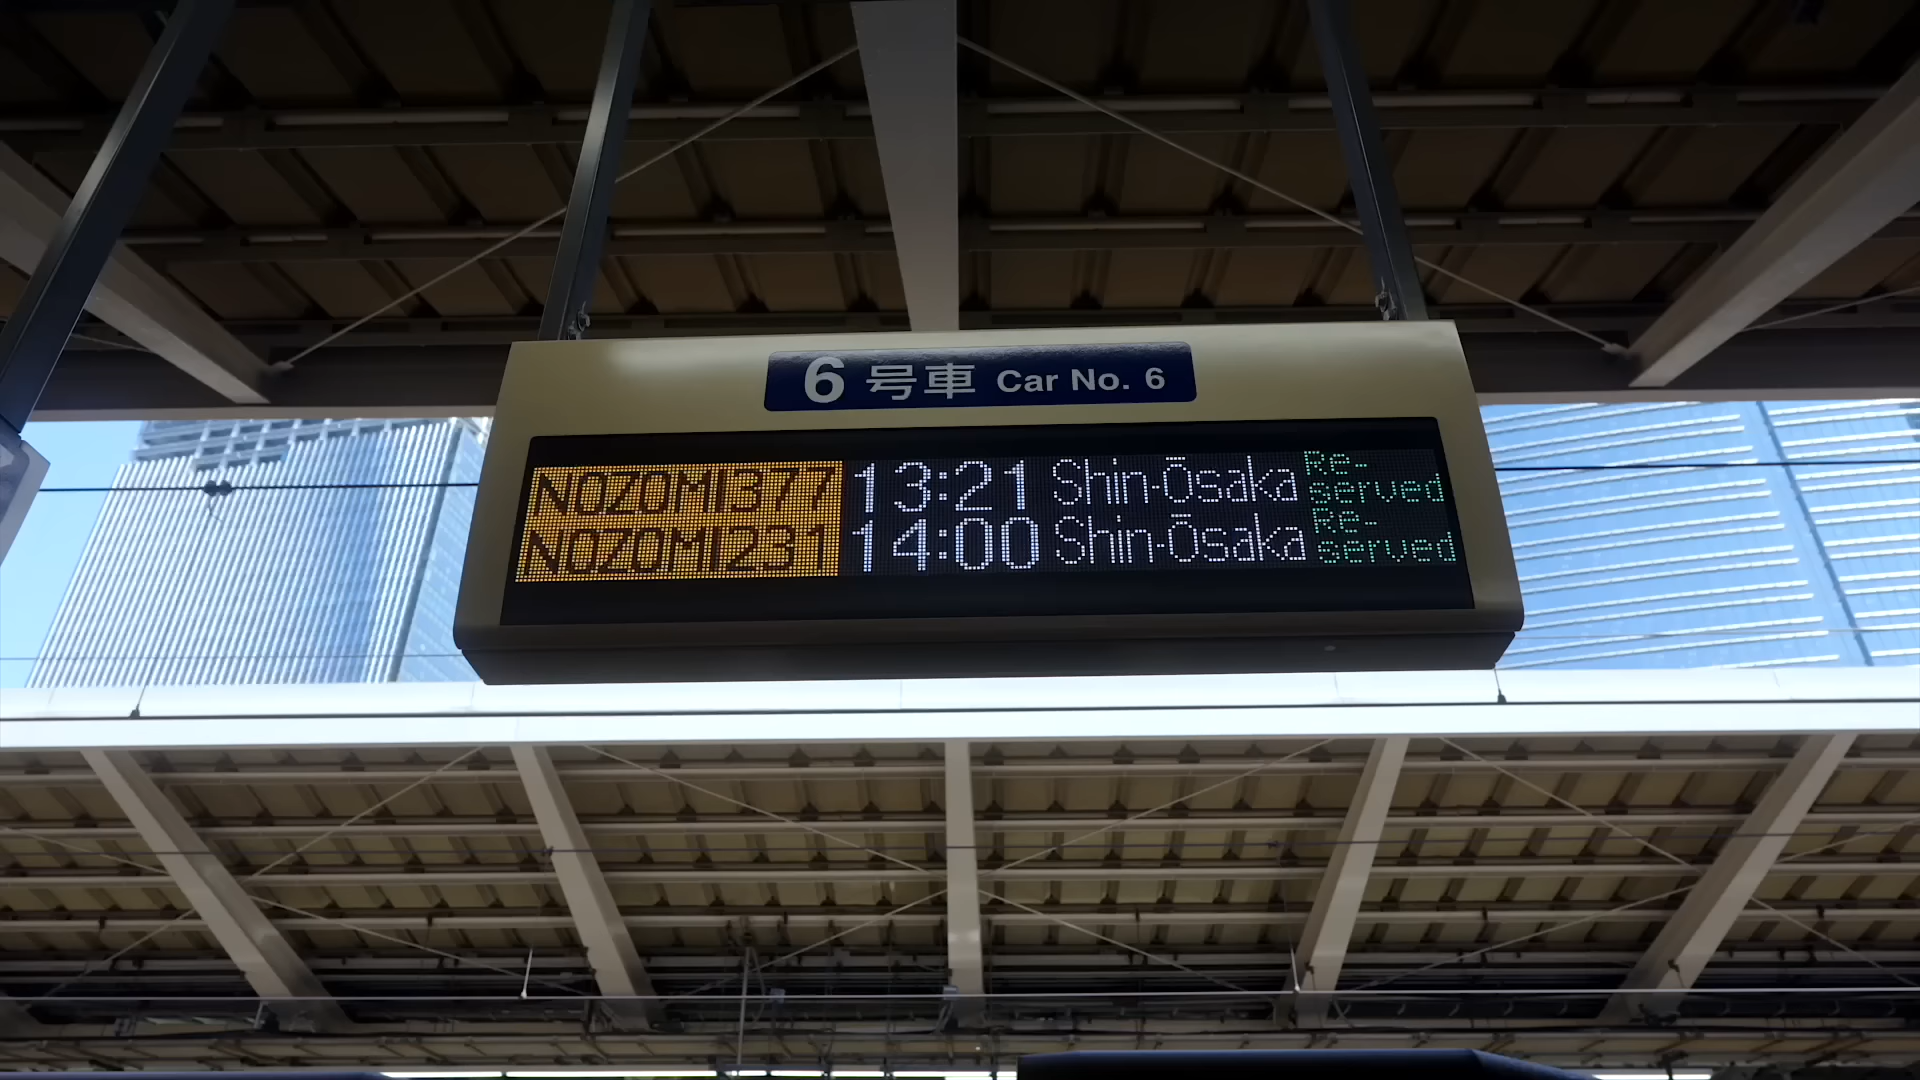 6 号車 Car No. 6
NOZOMI377 13:21 Shin-Ōsaka Re-served
NOZOMI231 14:00 Shin-Ōsaka Re-served